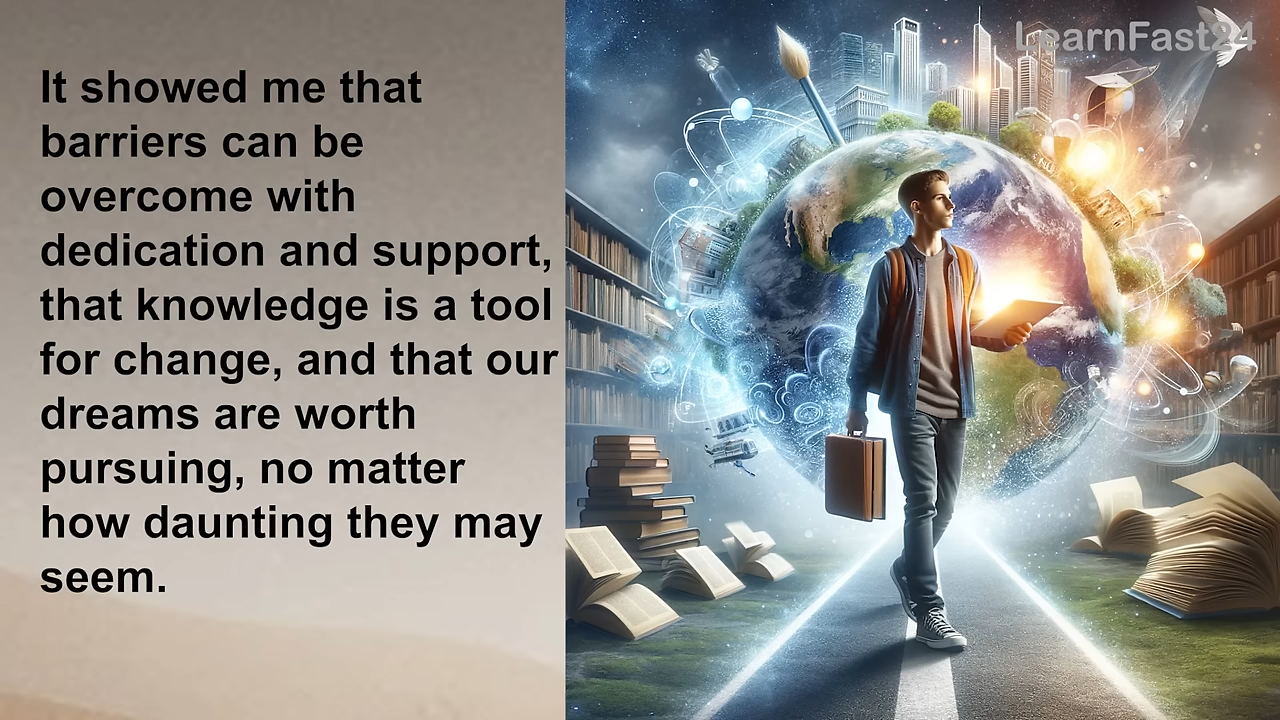 It showed me that
barriers can be
overcome with
dedication and support,
that knowledge is a tool
for change, and that our
dreams are worth
pursuing, no matter
how daunting they may
seem.
LearnFast24